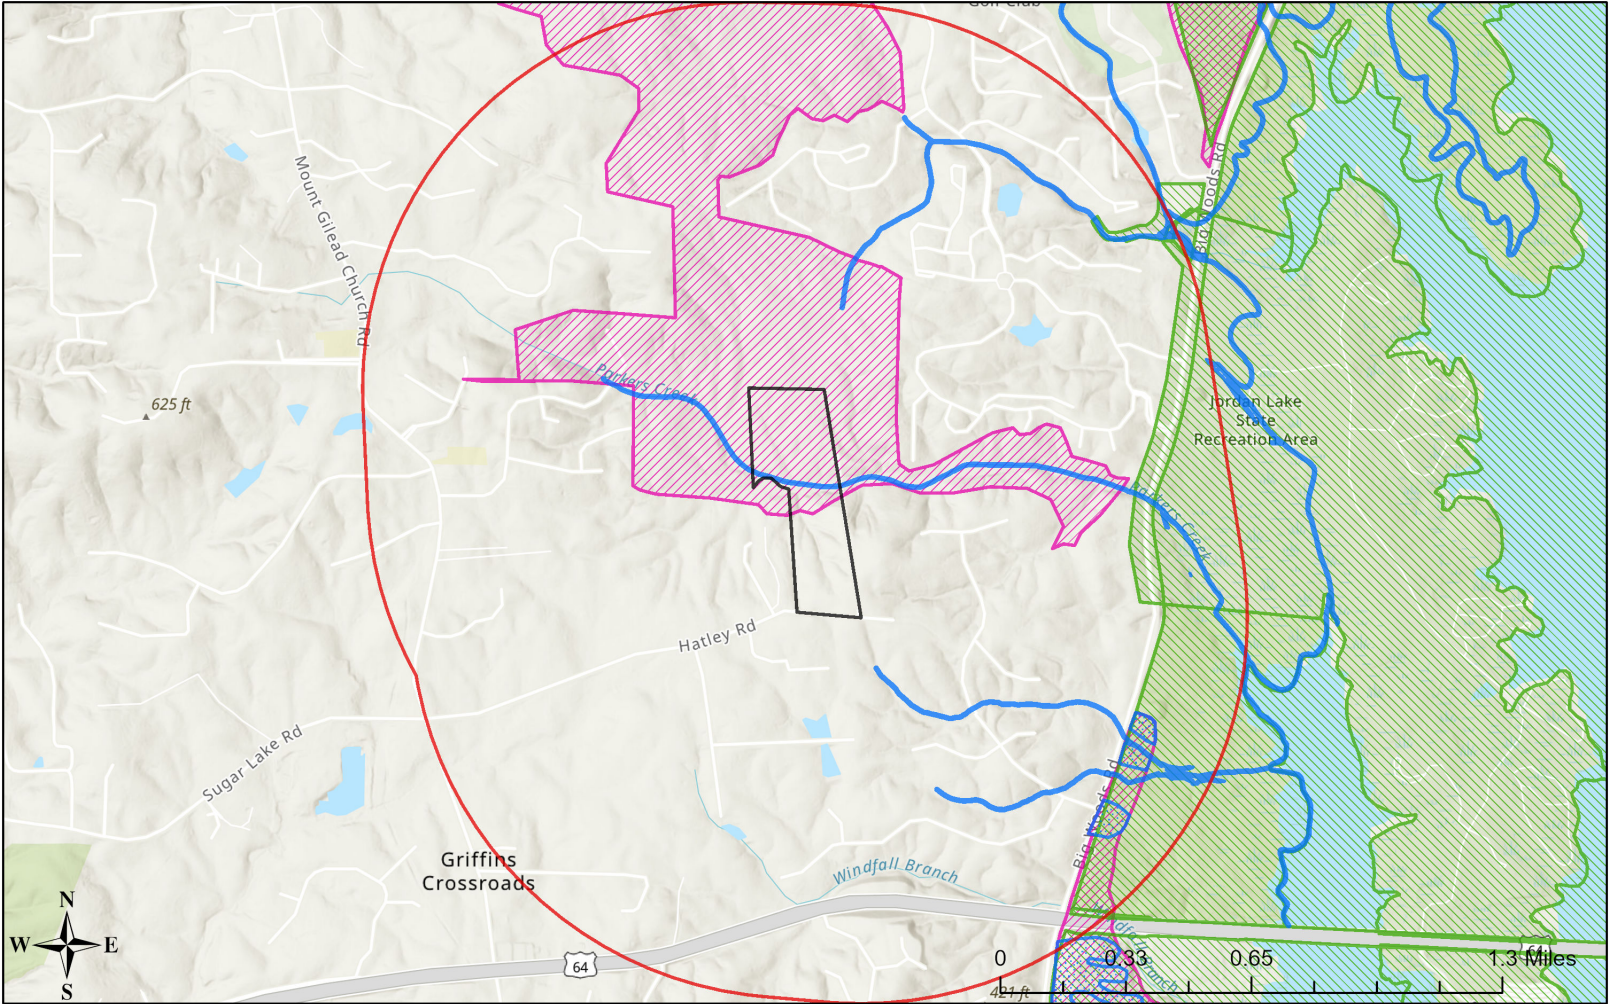 Golf Club
Mount Gilead Church Rd
Big Woods Rd
625 ft
Parkers Creek
Jordan Lake
State
Recreation Area
Parkers Creek
Hatley Rd
Sugar Lake Rd
Big Woods Rd
Griffins
Crossroads
Windfall Branch
Windfall Branch
N
W E
S
64
64
0 0.33 0.65 1.3 Miles
421 ft